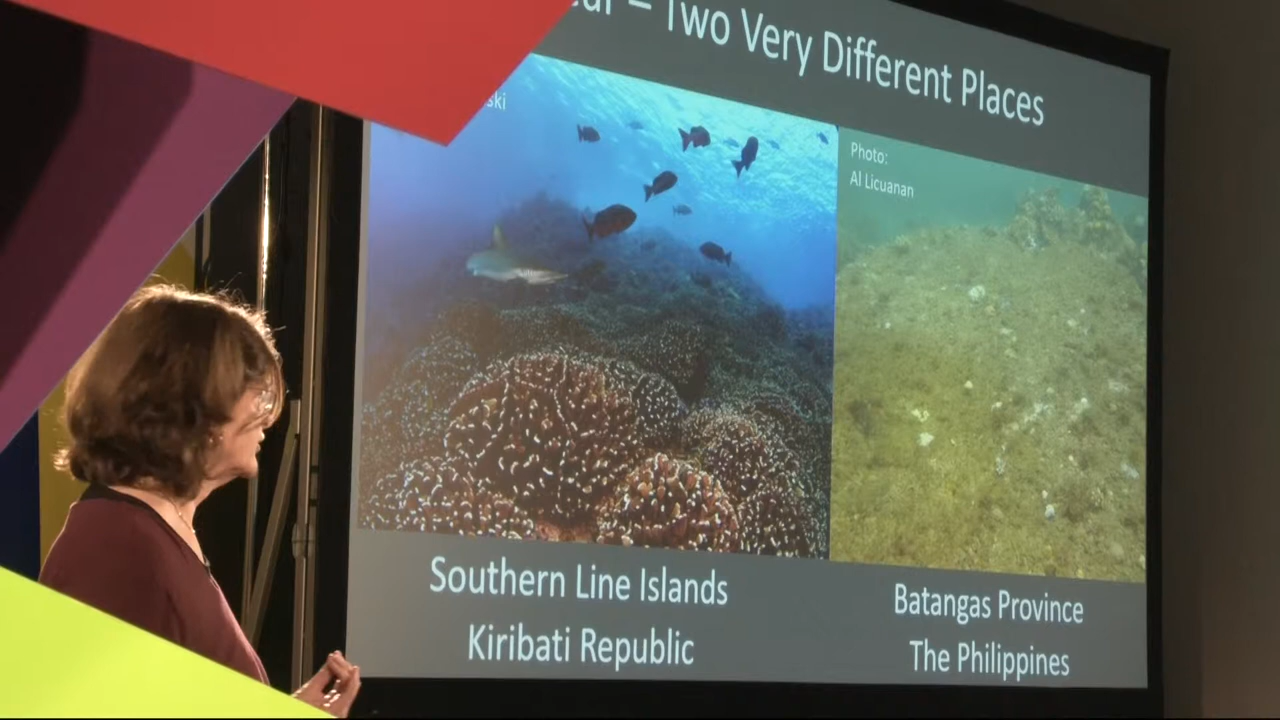 – Two Very Different Places
ski
Photo:
Al Licuanan
Southern Line Islands
Kiribati Republic
Batangas Province
The Philippines